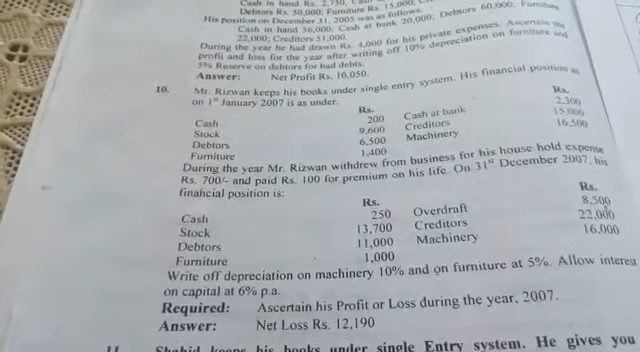 Cash in hand Rs. 2,750,
Debtors Rs. 50,000; Furniture Rs. 15,000;
His position on December 31, 2005 was as follows:
Cash in hand 36,000; Cash at bank 20,000; Debtors 60,000; Furniture
22,000; Creditors 51,000.
During the year he had drawn Rs. 4,000 for his private expenses. Ascertain the
profit and loss for the year after writing off 10% depreciation on furniture and
5% Reserve on debtors for bad debts.
Answer: Net Profit Rs. 10,050.
10. Mr. Rizwan keeps his books under single entry system. His financial position as
on 1st January 2007 is as under.
Rs. Rs.
Cash 200 Cash at bank 2,300
Stock 9,600 Creditors 15,000
Debtors 6,500 Machinery 16,500
Furniture 1,400
During the year Mr. Rizwan withdrew from business for his house hold expense
Rs. 700/- and paid Rs. 100 for premium on his life. On 31st December 2007, his
financial position is:
Rs. Rs.
Cash 250 Overdraft 8,500
Stock 13,700 Creditors 22,000
Debtors 11,000 Machinery 16,000
Furniture 1,000
Write off depreciation on machinery 10% and on furniture at 5%. Allow interest
on capital at 6% p.a.
Required: Ascertain his Profit or Loss during the year, 2007.
Answer: Net Loss Rs. 12,190
11. Shahid keeps his books under single Entry system. He gives you